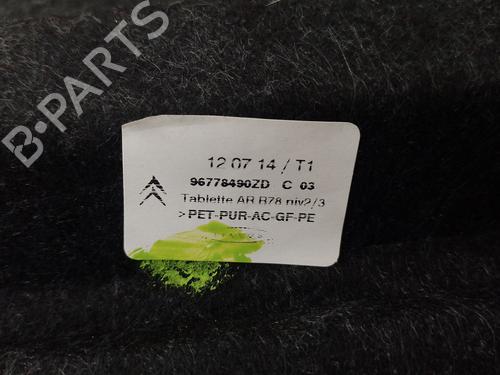 B-PARTS
12 07 14 / T1
96778490ZD C 03
Tablette AR B78 niv2/3
>PET-PUR-AC-GF-PE